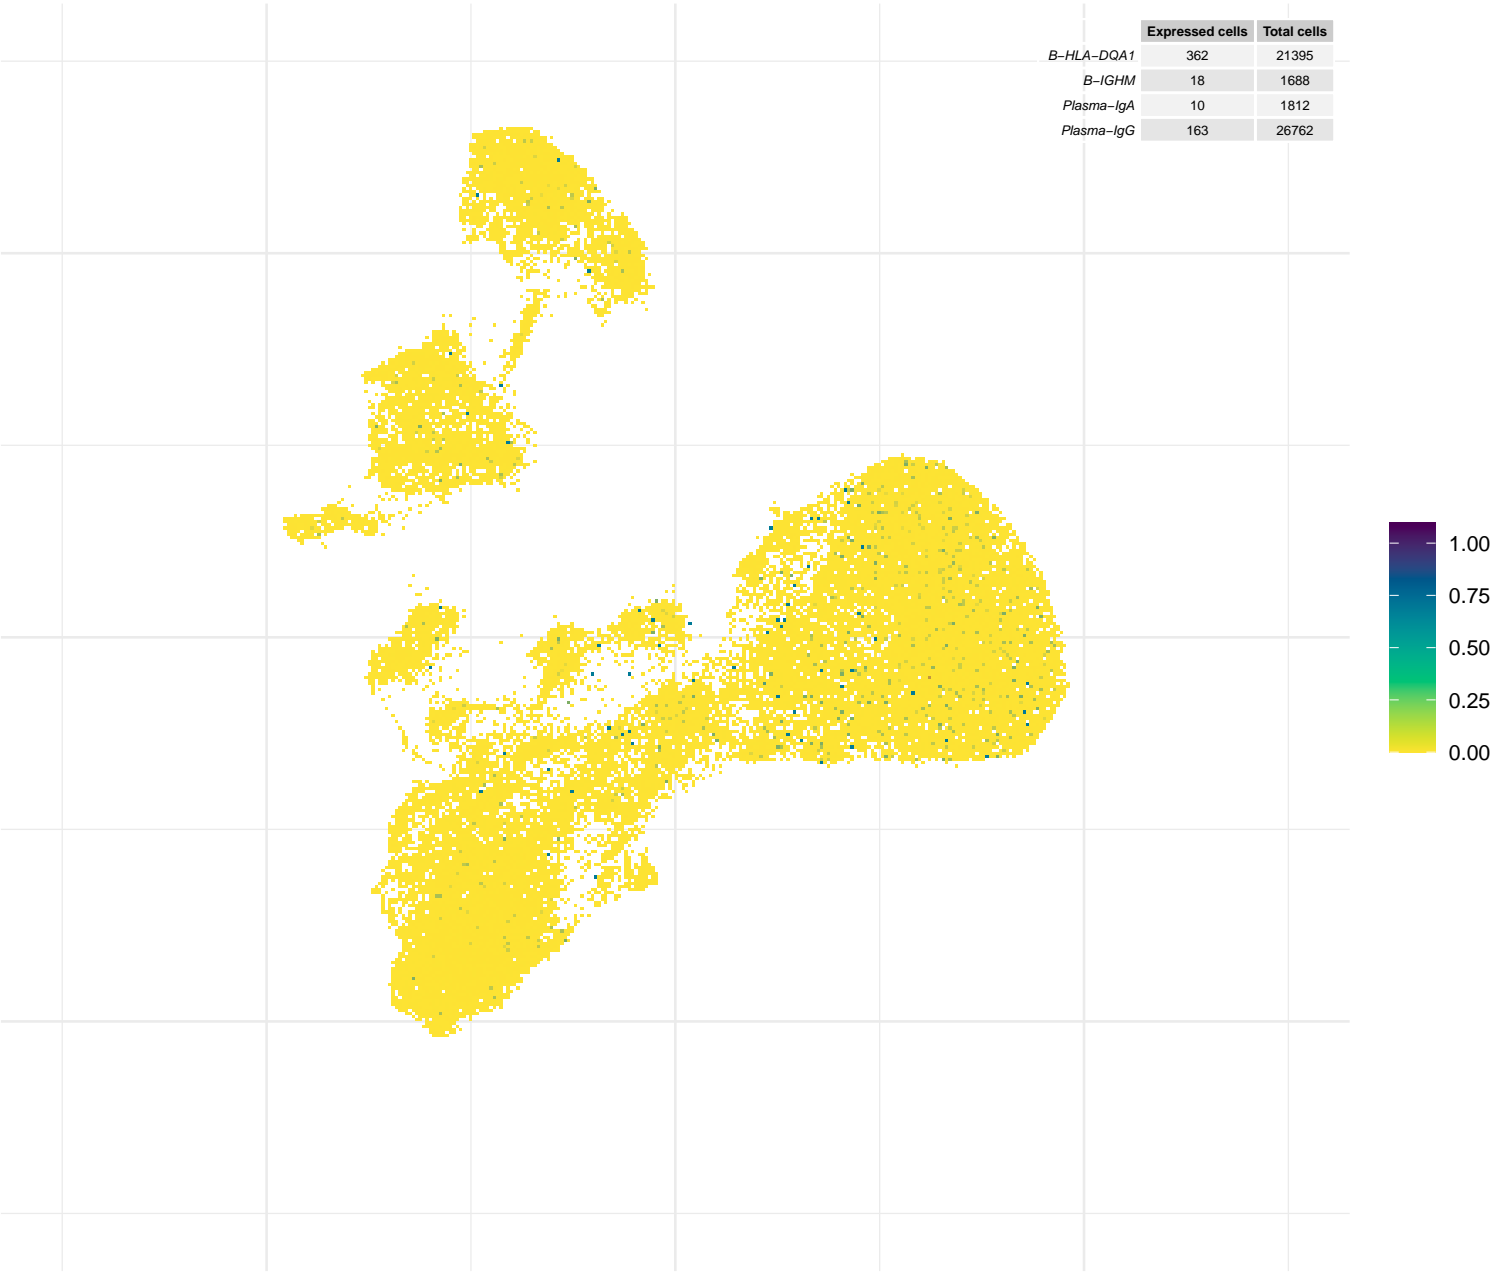 Expressed cells Total cells
B−HLA−DQA1 362 21395
B−IGHM 18 1688
Plasma−IgA 10 1812
Plasma−IgG 163 26762
1.00
0.75
0.50
0.25
0.00